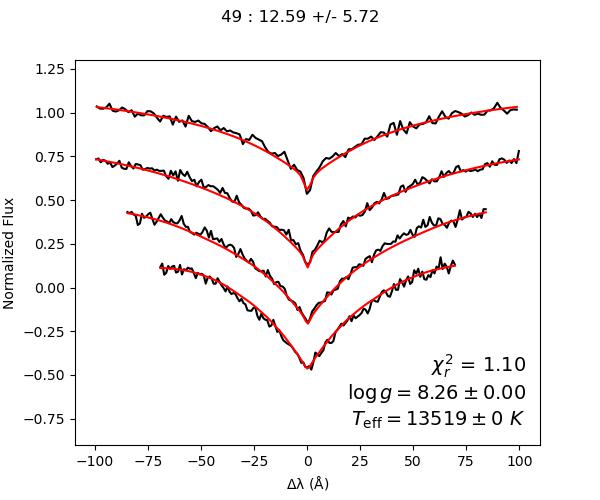 49 : 12.59 +/- 5.72
1.25
1.00
0.75
0.50
0.25
0.00
−0.25
−0.50
−0.75
Normalized Flux
χ²ᵣ = 1.10
log g = 8.26 ± 0.00
T_eff = 13519 ± 0 K
−100 −75 −50 −25 0 25 50 75 100
Δλ (Å)